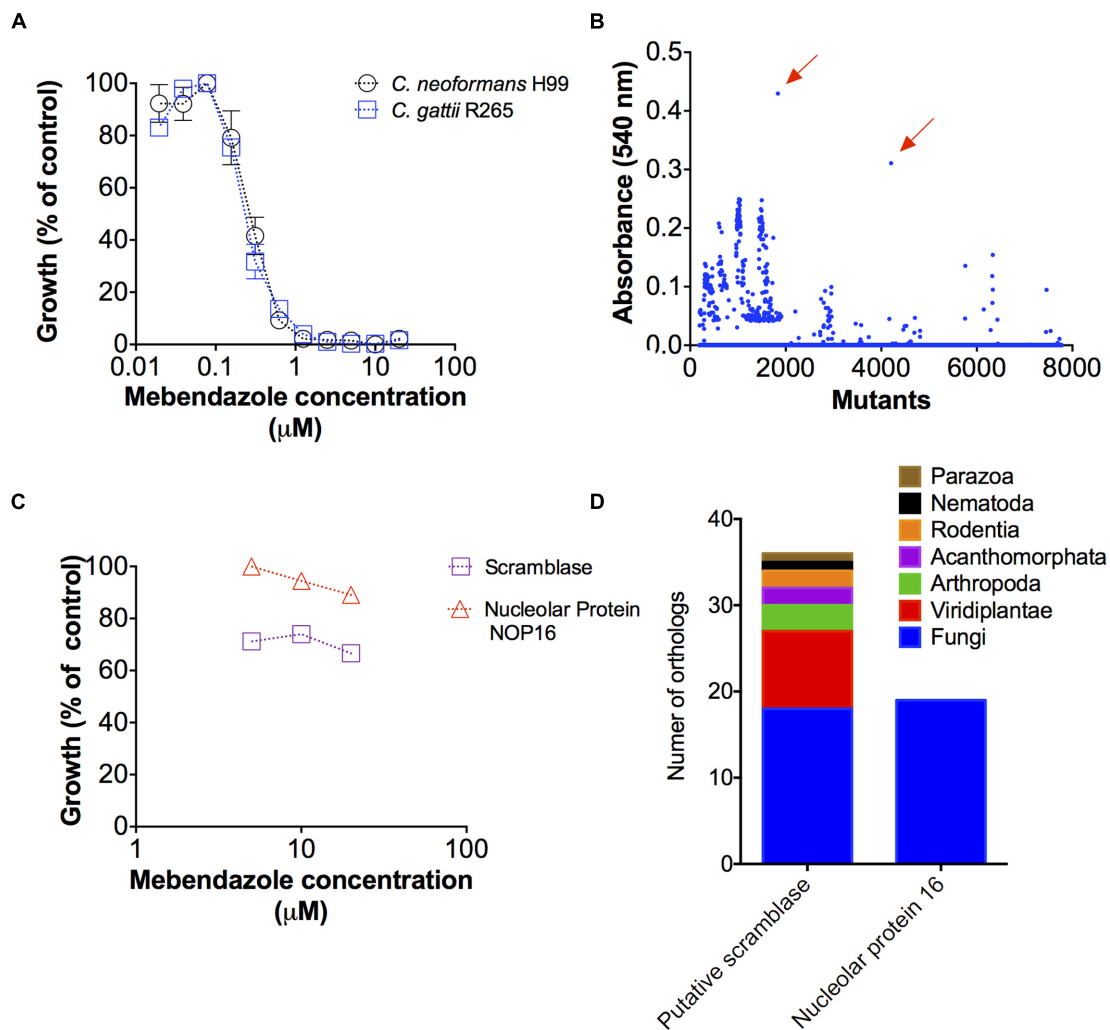 A
Growth (% of control)
100
80
60
40
20
0
0.01
0.1
1
10
100
Mebendazole concentration
(μM)
C. neoformans H99
C. gattii R265
B
Absorbance (540 nm)
0.5
0.4
0.3
0.2
0.1
0.0
0
2000
4000
6000
8000
Mutants
C
Growth (% of control)
100
80
60
40
20
0
1
10
100
Mebendazole concentration
(μM)
Scramblase
Nucleolar Protein
NOP16
D
Parazoa
Nematoda
Rodentia
Acanthomorphata
Arthropoda
Viridiplantae
Fungi
Numer of orthologs
40
30
20
10
0
Putative scramblase
Nucleolar protein 16